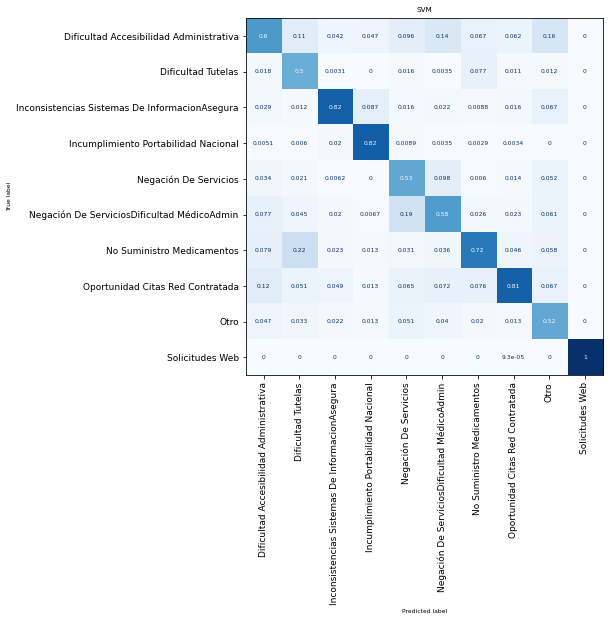 SVM
Dificultad Accesibilidad Administrativa 0.6 0.11 0.042 0.047 0.096 0.14 0.067 0.062 0.16 0
Dificultad Tutelas 0.018 0.5 0.0031 0 0.016 0.0035 0.077 0.011 0.012 0
Inconsistencias Sistemas De InformacionAsegura 0.029 0.012 0.82 0.087 0.016 0.022 0.0088 0.016 0.067 0
Incumplimiento Portabilidad Nacional 0.0051 0.006 0.02 0.82 0.0089 0.0035 0.0029 0.0034 0 0
Negación De Servicios 0.034 0.021 0.0062 0 0.53 0.098 0.006 0.014 0.052 0
Negación De ServiciosDificultad MédicoAdmin 0.077 0.045 0.02 0.0067 0.19 0.58 0.026 0.023 0.061 0
No Suministro Medicamentos 0.079 0.22 0.023 0.013 0.031 0.036 0.72 0.046 0.058 0
Oportunidad Citas Red Contratada 0.12 0.051 0.049 0.013 0.065 0.072 0.076 0.81 0.067 0
Otro 0.047 0.033 0.022 0.013 0.051 0.04 0.02 0.013 0.52 0
Solicitudes Web 0 0 0 0 0 0 0 9.3e-05 0 1
True label
Dificultad Accesibilidad Administrativa
Dificultad Tutelas
Inconsistencias Sistemas De InformacionAsegura
Incumplimiento Portabilidad Nacional
Negación De Servicios
Negación De ServiciosDificultad MédicoAdmin
No Suministro Medicamentos
Oportunidad Citas Red Contratada
Otro
Solicitudes Web
Predicted label